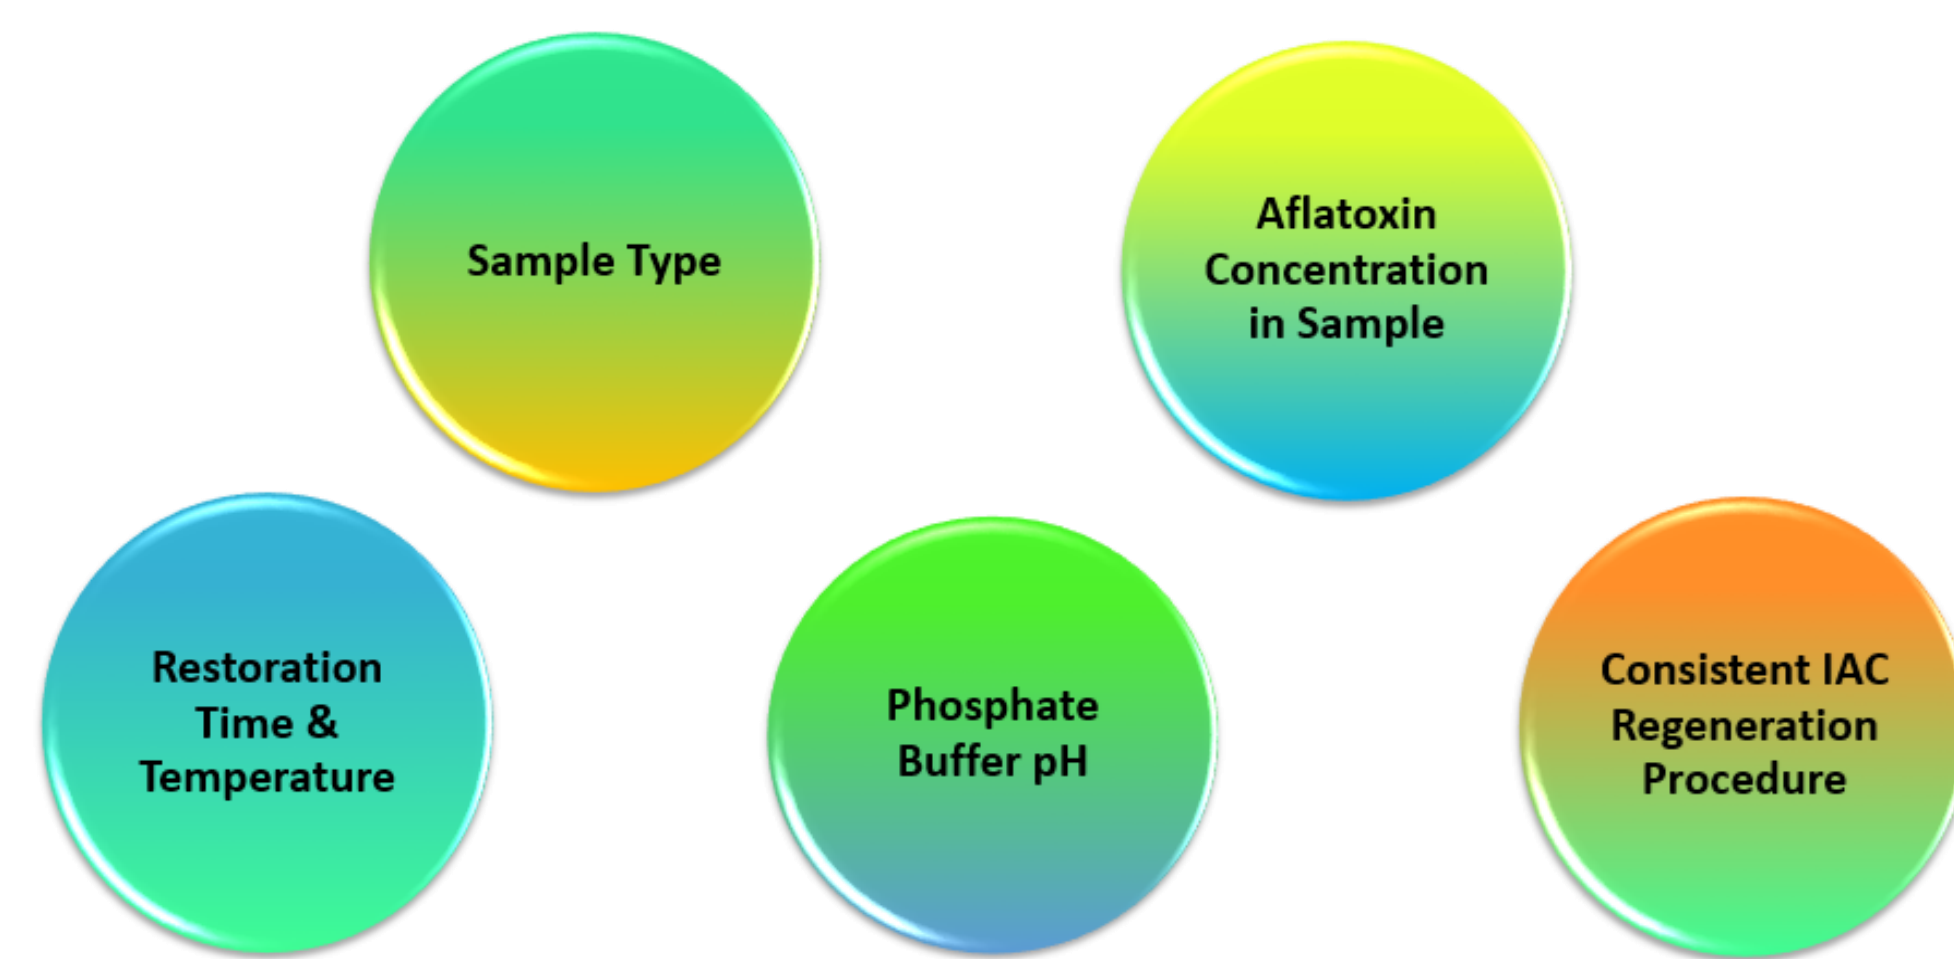 Sample Type
Aflatoxin
Concentration
in Sample
Restoration
Time &
Temperature
Phosphate
Buffer pH
Consistent IAC
Regeneration
Procedure